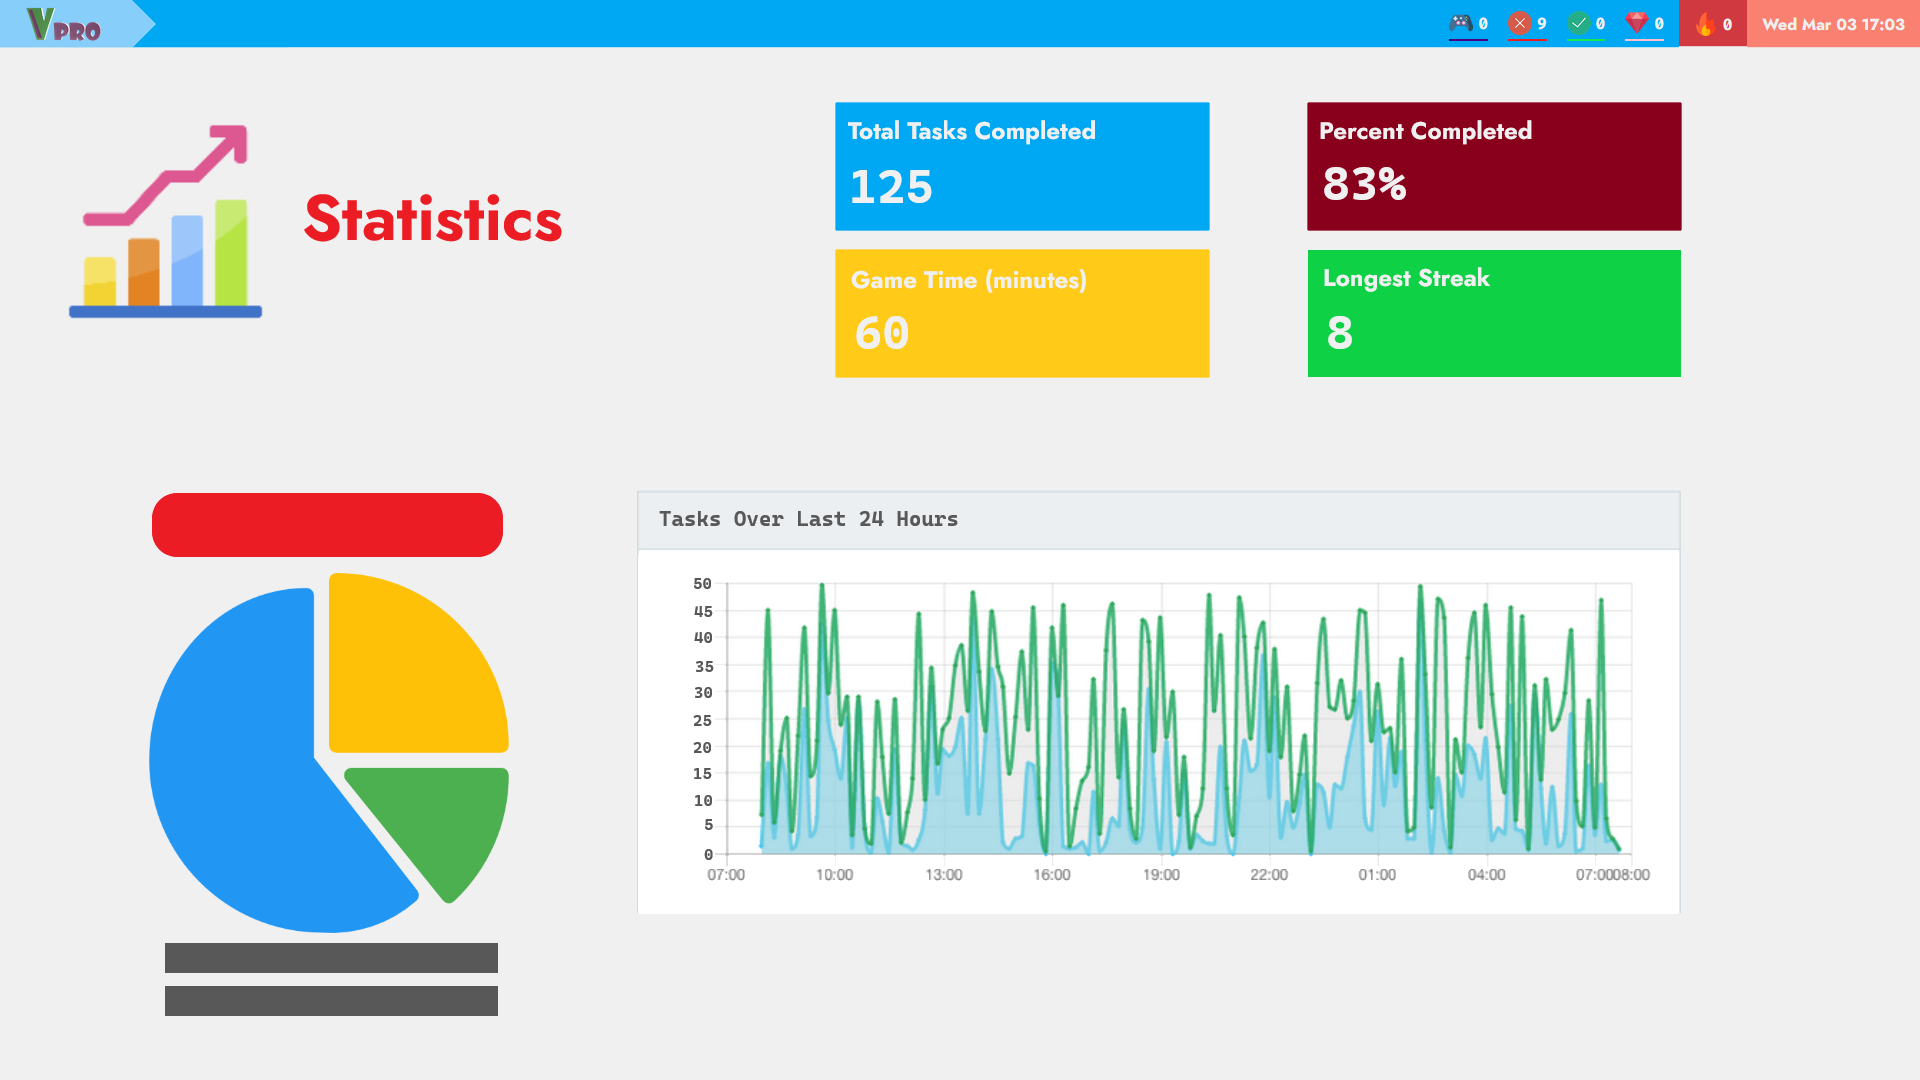 VPRO
0
9
0
0
0
Wed Mar 03 17:03
Statistics
Total Tasks Completed
125
Percent Completed
83%
Game Time (minutes)
60
Longest Streak
8
Tasks Over Last 24 Hours
50
45
40
35
30
25
20
15
10
5
0
07:00 10:00 13:00 16:00 19:00 22:00 01:00 04:00 07:00 08:00